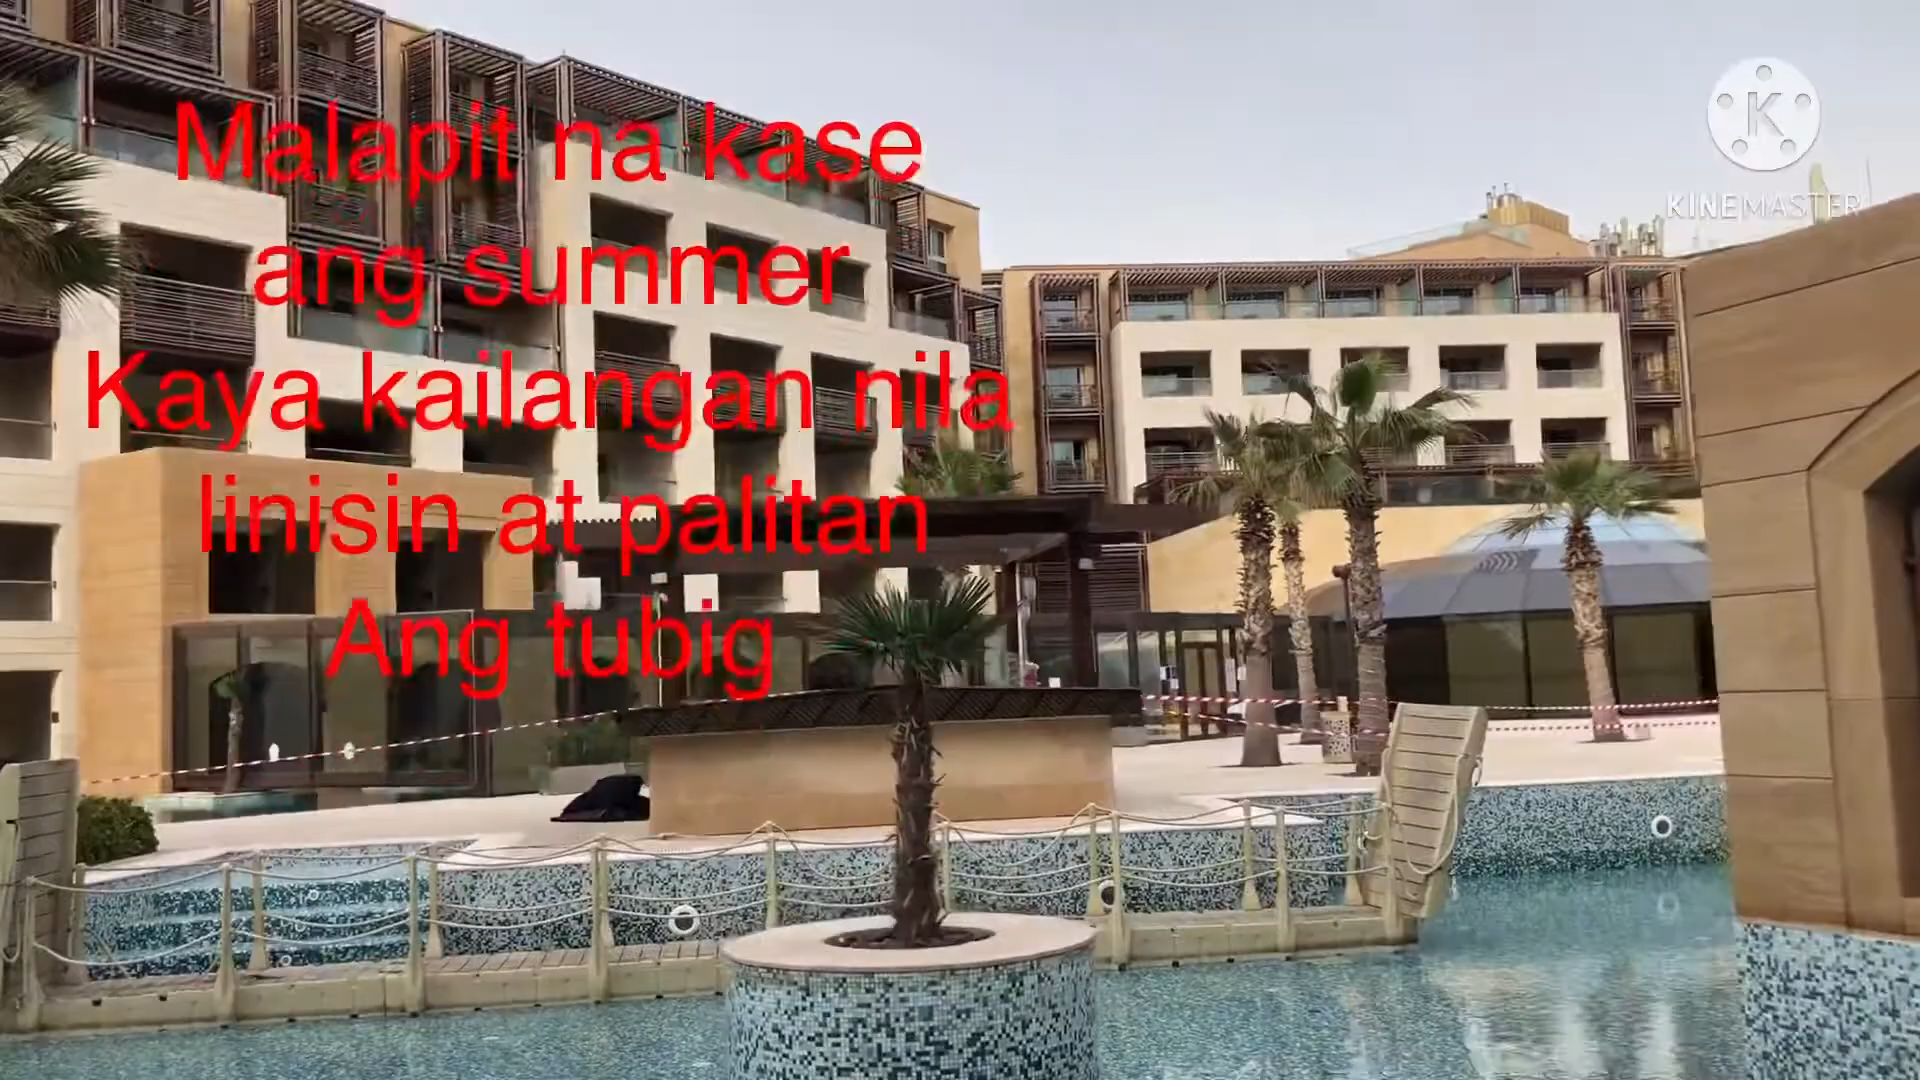 Malapit na kase
ang summer
Kaya kailangan nila
linisin at palitan
Ang tubig
K
KINEMASTER